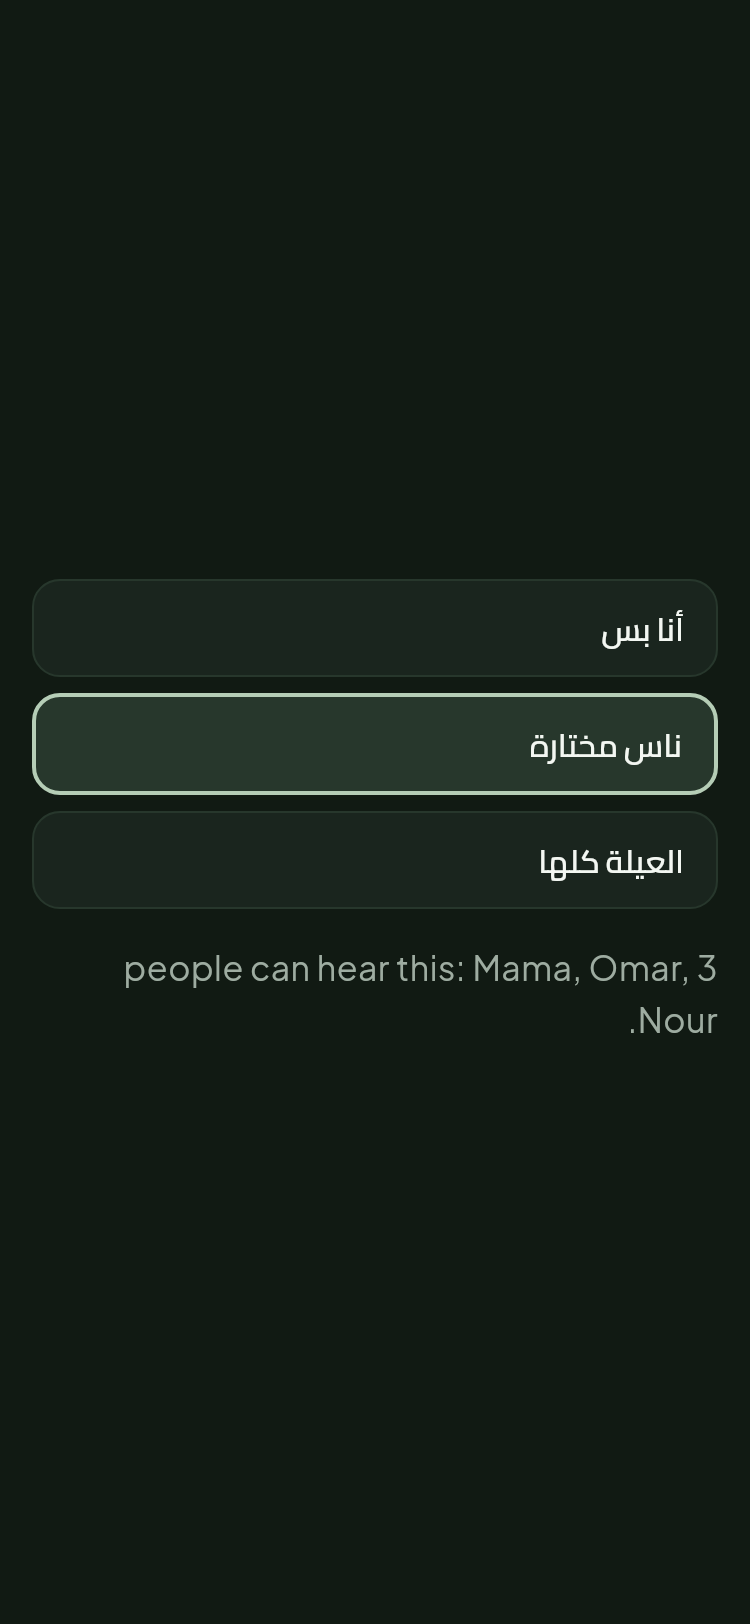 أنا بس
ناس مختارة
العيلة كلها
3 people can hear this: Mama, Omar,
Nour.